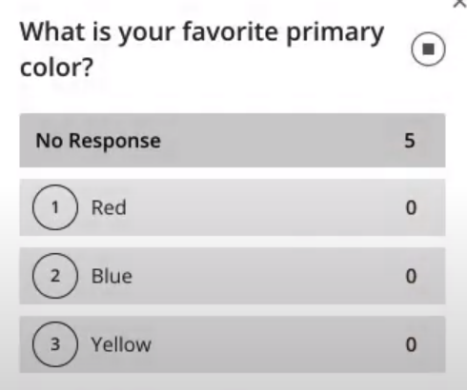 What is your favorite primary
color?
No Response 5
1 Red 0
2 Blue 0
3 Yellow 0